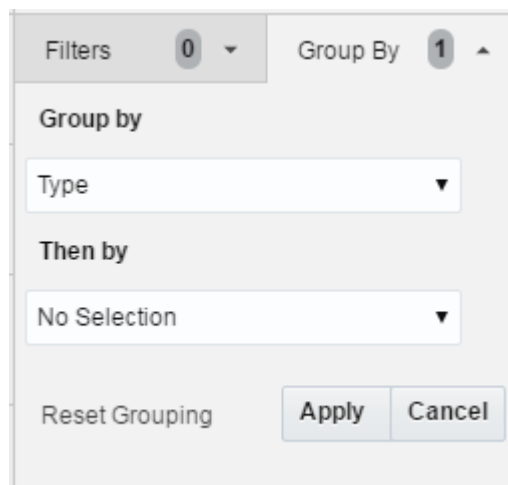 Filters 0 Group By 1
Group by
Type
Then by
No Selection
Reset Grouping Apply Cancel